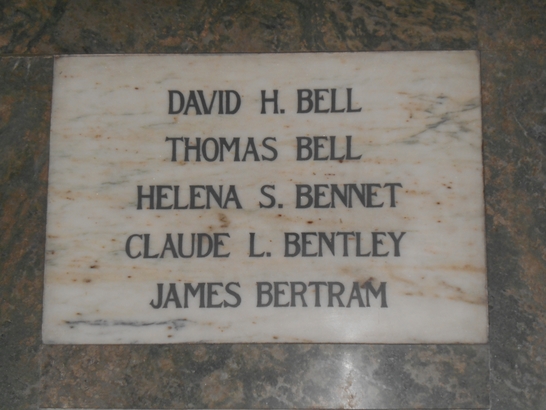 DAVID H. BELL
THOMAS BELL
HELENA S. BENNET
CLAUDE L. BENTLEY
JAMES BERTRAM